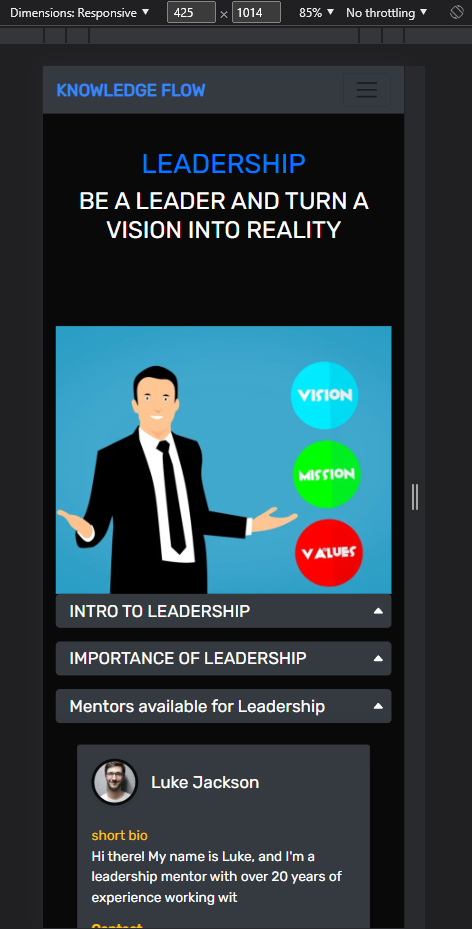 Dimensions: Responsive ▼ 425 × 1014 85% ▼ No throttling ▼
KNOWLEDGE FLOW
LEADERSHIP
BE A LEADER AND TURN A
VISION INTO REALITY
VISION
MISSION
VALUES
INTRO TO LEADERSHIP
IMPORTANCE OF LEADERSHIP
Mentors available for Leadership
Luke Jackson
short bio
Hi there! My name is Luke, and I'm a
leadership mentor with over 20 years of
experience working wit
Contact